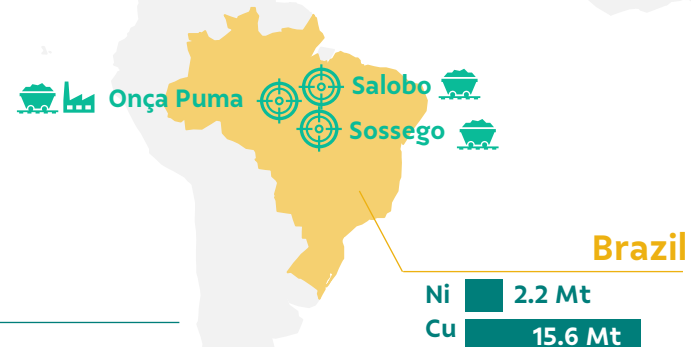 Onça Puma
Salobo
Sossego
Brazil
Ni 2.2 Mt
Cu 15.6 Mt